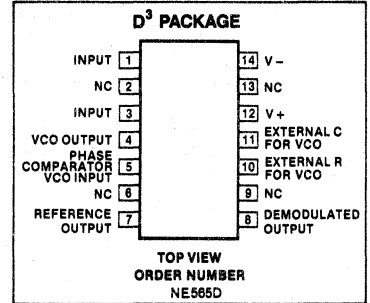 D³ PACKAGE
INPUT 1
NC 2
INPUT 3
VCO OUTPUT 4
PHASE
COMPARATOR 5
VCO INPUT
NC 6
REFERENCE 7
OUTPUT
14 V–
13 NC
12 V+
11 EXTERNAL C
FOR VCO
10 EXTERNAL R
FOR VCO
9 NC
8 DEMODULATED
OUTPUT
TOP VIEW
ORDER NUMBER
NE565D